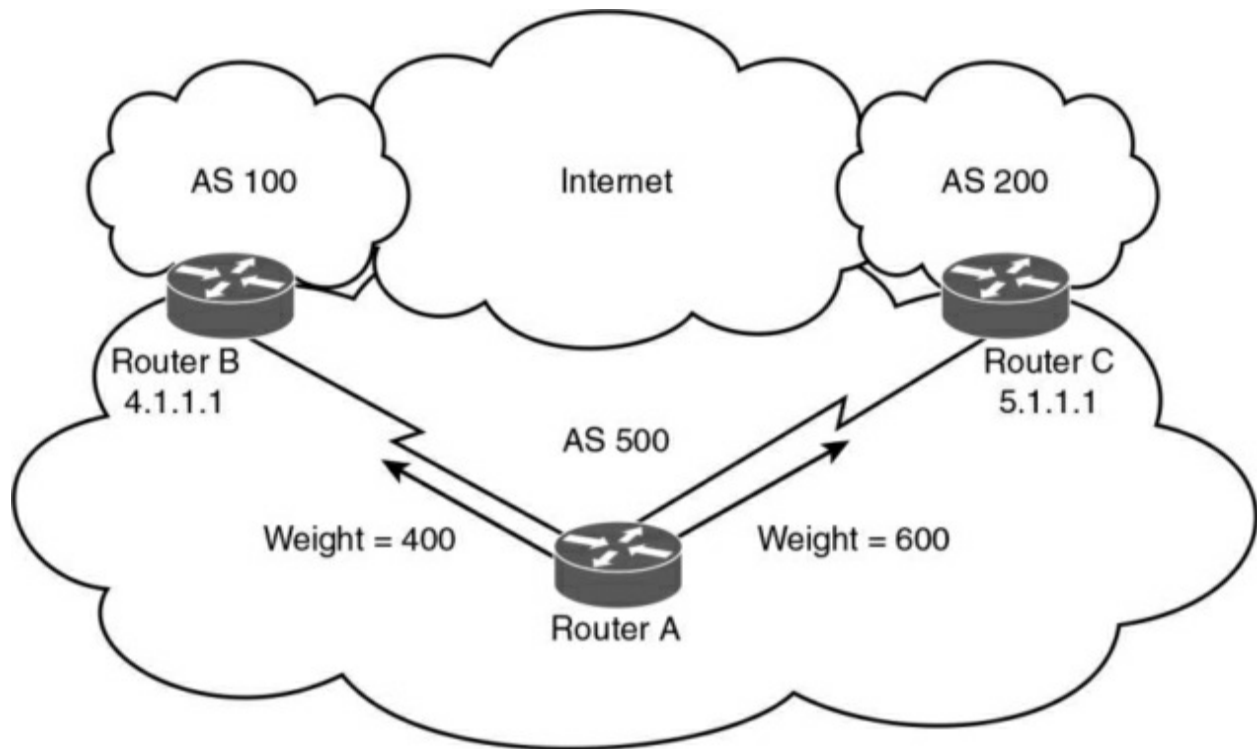 AS 100
Internet
AS 200
Router B
4.1.1.1
Router C
5.1.1.1
AS 500
Weight = 400
Weight = 600
Router A